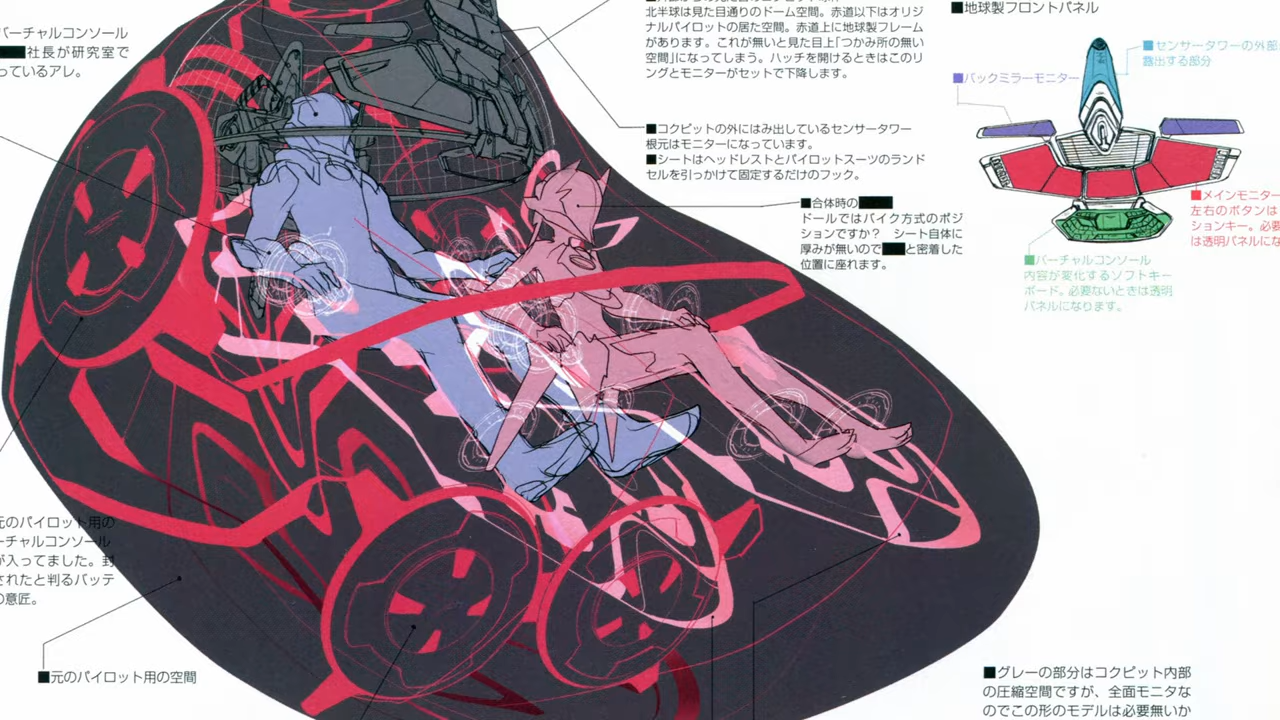 バーチャルコンソール
社長が研究室で
っているアレ。
北半球は見た目通りのドーム空間。赤道以下はオリジ
ナルパイロットの居た空間。赤道上に地球製フレーム
があります。これが無いと見た目上「つかみ所の無い
空間」になってしまう。ハッチを開けるときはこのリ
ングとモニターがセットで下降します。
■コクピットの外にはみ出しているセンサータワー
根元はモニターになっています。
■シートはヘッドレストとパイロットスーツのランド
セルを引っかけて固定するだけのフック。
■合体時の
ドールではバイク方式のポジ
ションですか？ シート自体に
厚みが無いので と密着した
位置に座れます。
■地球製フロントパネル
■センサータワーの外部
露出する部分
■バックミラーモニター
■メインモニター
左右のボタンは
ションキー。必要
は透明パネルにな
■バーチャルコンソール
内容が変化するソフトキー
ボード。必要ないときは透明
パネルになります。
元のパイロット用の
ーチャルコンソール
が入ってました。封
されたと判るバッテ
の意匠。
■元のパイロット用の空間
■グレーの部分はコクピット内部
の圧縮空間ですが、全面モニタな
のでこの形のモデルは必要無いか